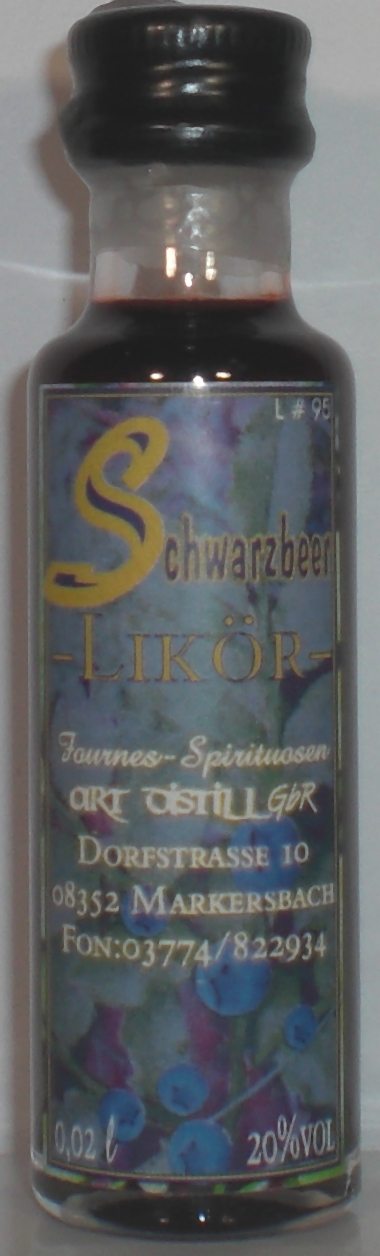 L # 95
Schwarzbeer
-LIKÖR-
Fournes-Spirituosen
ART DISTILL GbR
DORFSTRASSE 10
08352 MARKERSBACH
FON:03774/822934
0,02 ℓ 20%VOL